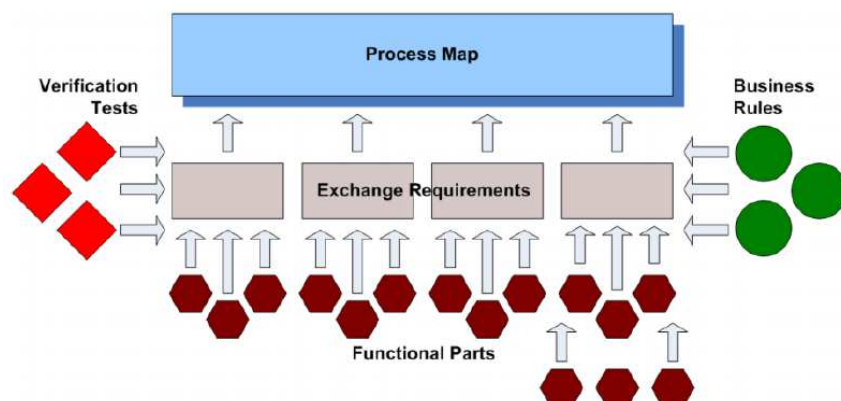 Process Map
Verification
Tests
Business
Rules
Exchange Requirements
Functional Parts